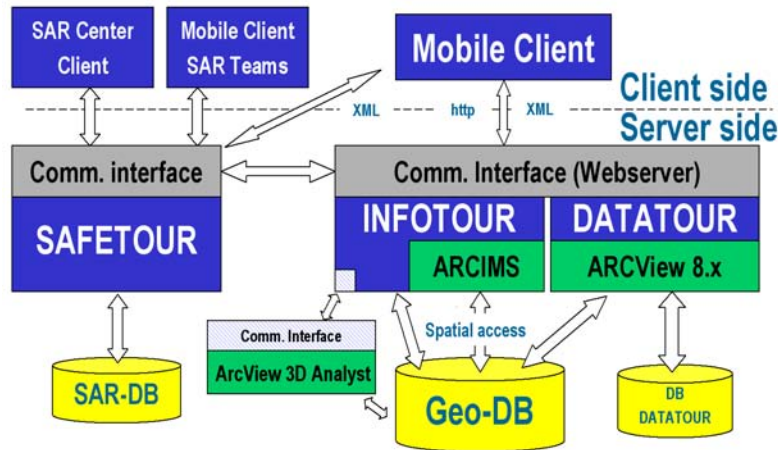 SAR Center
Client
Mobile Client
SAR Teams
Mobile Client
Client side
XML
http
XML
Server side
Comm. interface
Comm. Interface (Webserver)
SAFETOUR
INFOTOUR
DATATOUR
ARCIMS
ARCView 8.x
Comm. Interface
Spatial access
ArcView 3D Analyst
SAR-DB
Geo-DB
DB
DATATOUR